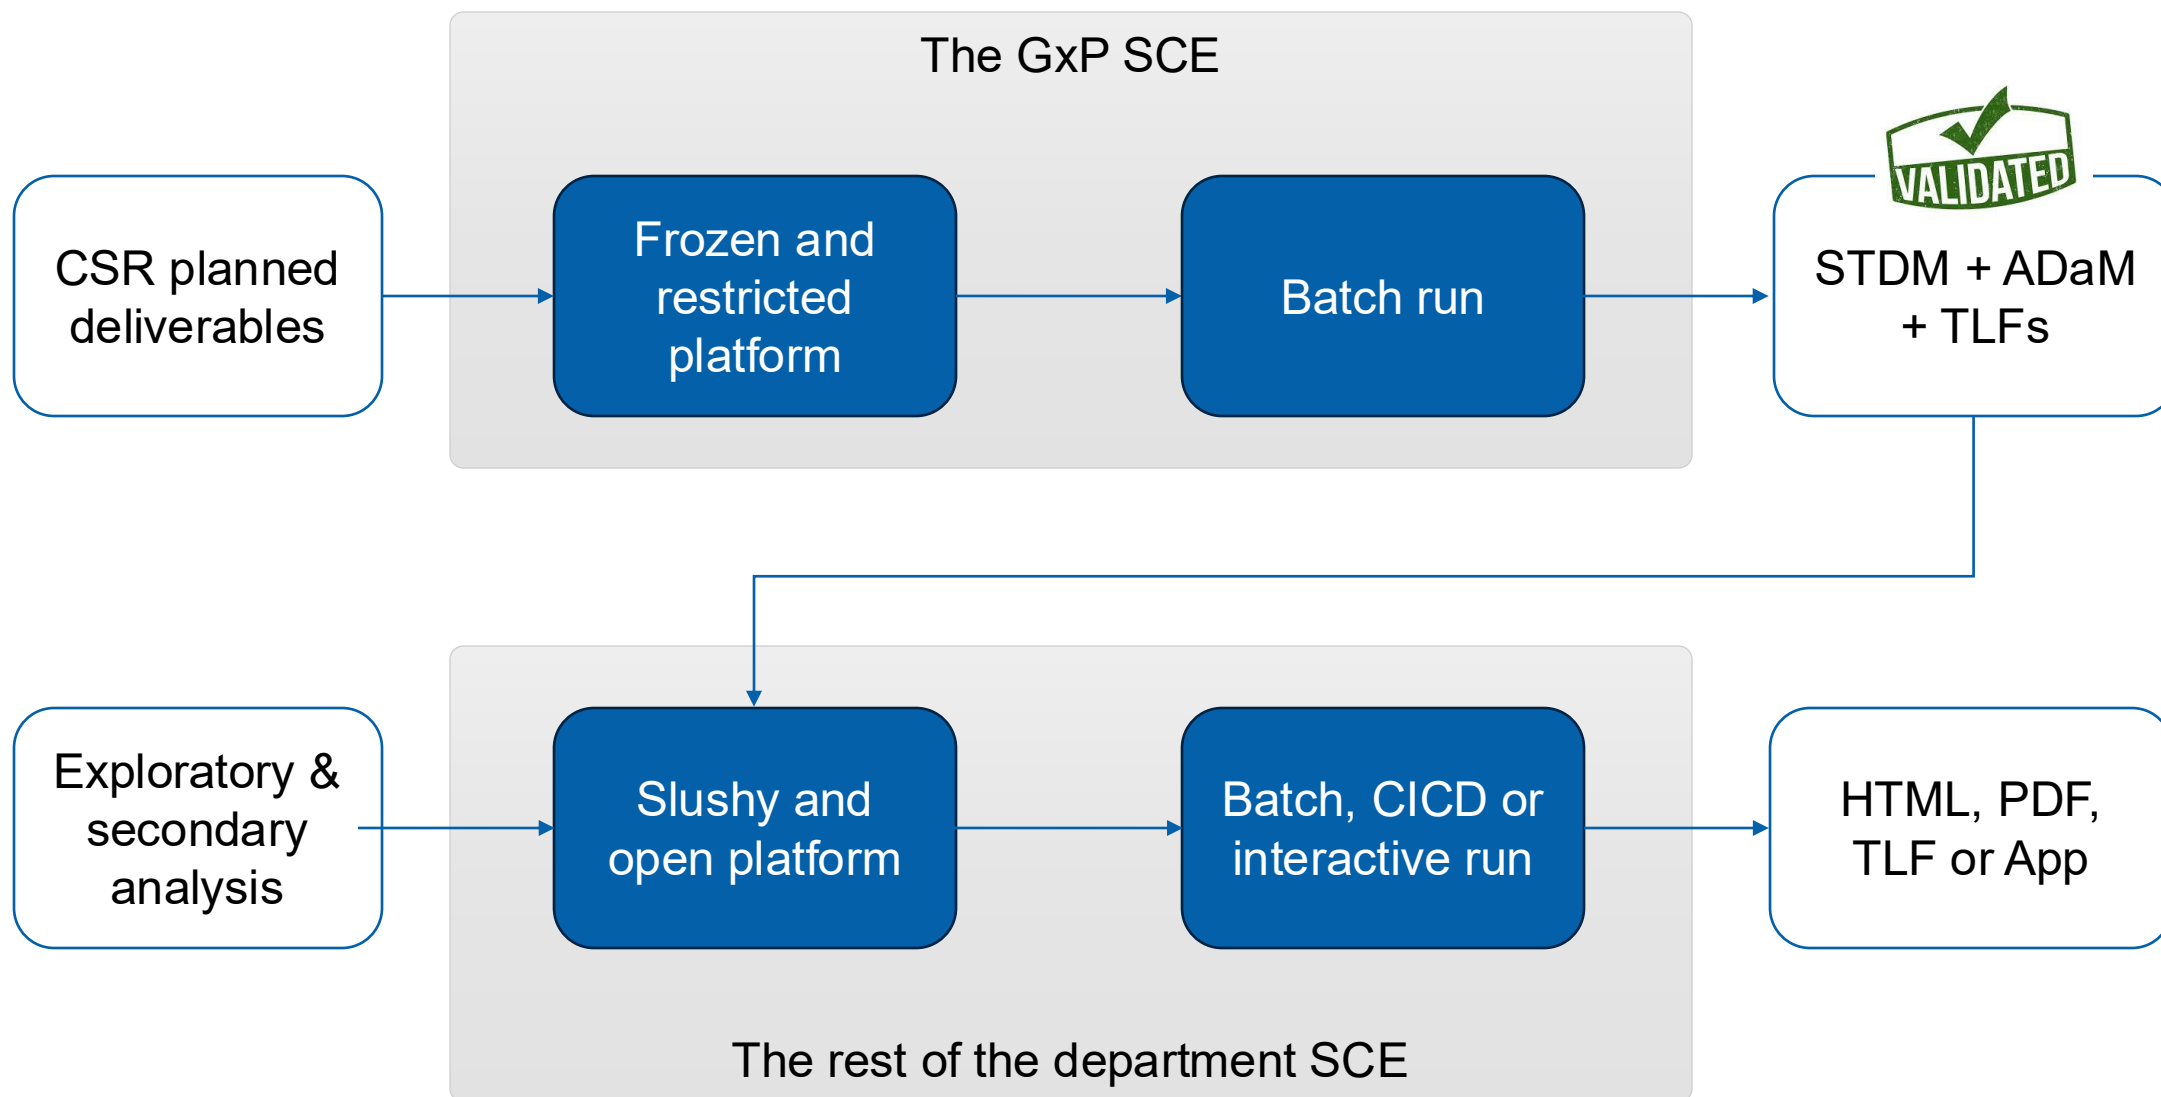 The GxP SCE
CSR planned
deliverables
Frozen and
restricted
platform
Batch run
VALIDATED
STDM + ADaM
+ TLFs
Exploratory &
secondary
analysis
Slushy and
open platform
Batch, CICD or
interactive run
HTML, PDF,
TLF or App
The rest of the department SCE